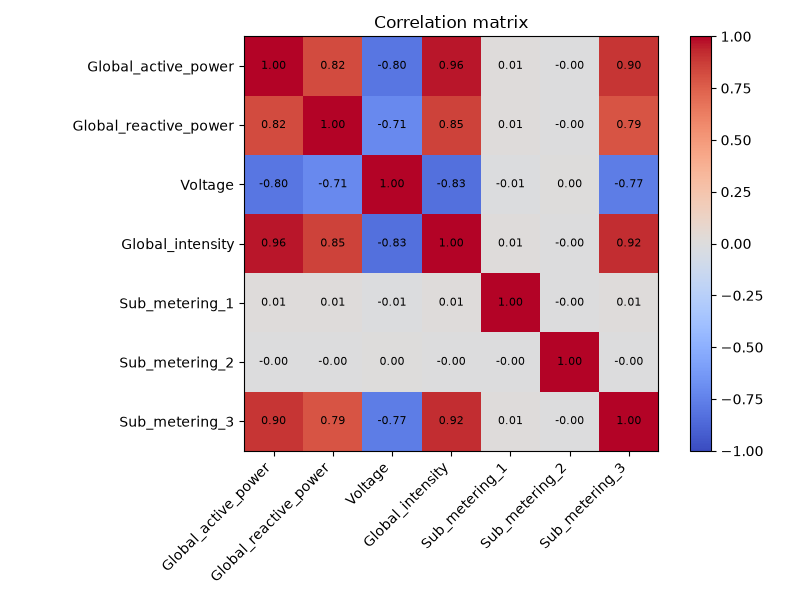 Correlation matrix
Global_active_power 1.00 0.82 -0.80 0.96 0.01 -0.00 0.90
Global_reactive_power 0.82 1.00 -0.71 0.85 0.01 -0.00 0.79
Voltage -0.80 -0.71 1.00 -0.83 -0.01 0.00 -0.77
Global_intensity 0.96 0.85 -0.83 1.00 0.01 -0.00 0.92
Sub_metering_1 0.01 0.01 -0.01 0.01 1.00 -0.00 0.01
Sub_metering_2 -0.00 -0.00 0.00 -0.00 -0.00 1.00 -0.00
Sub_metering_3 0.90 0.79 -0.77 0.92 0.01 -0.00 1.00
Global_active_power
Global_reactive_power
Voltage
Global_intensity
Sub_metering_1
Sub_metering_2
Sub_metering_3
1.00
0.75
0.50
0.25
0.00
−0.25
−0.50
−0.75
−1.00